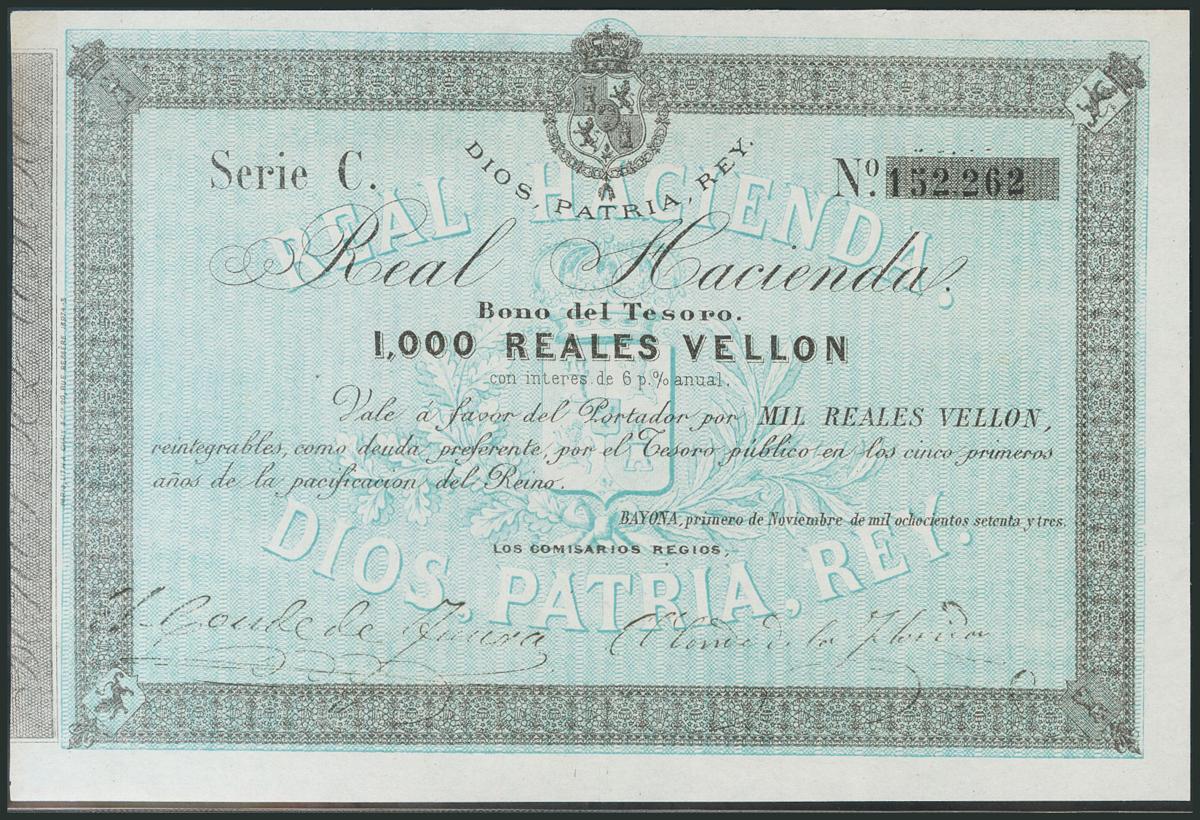 DIOS, PATRIA, REY.
Serie C.
Nº. 152.262
REAL HACIENDA.
Real Hacienda.
Bono del Tesoro.
1,000 REALES VELLON
con interes de 6 p.% anual.
Vale á favor del Portador por MIL REALES VELLON,
reintegrables, como deuda preferente, por el Tesoro público en los cinco primeros
años de la pacificacion del Reino.
BAYONA, primero de Noviembre de mil ochocientos setenta y tres.
LOS COMISARIOS REGIOS,
DIOS, PATRIA, REY.
Conde de